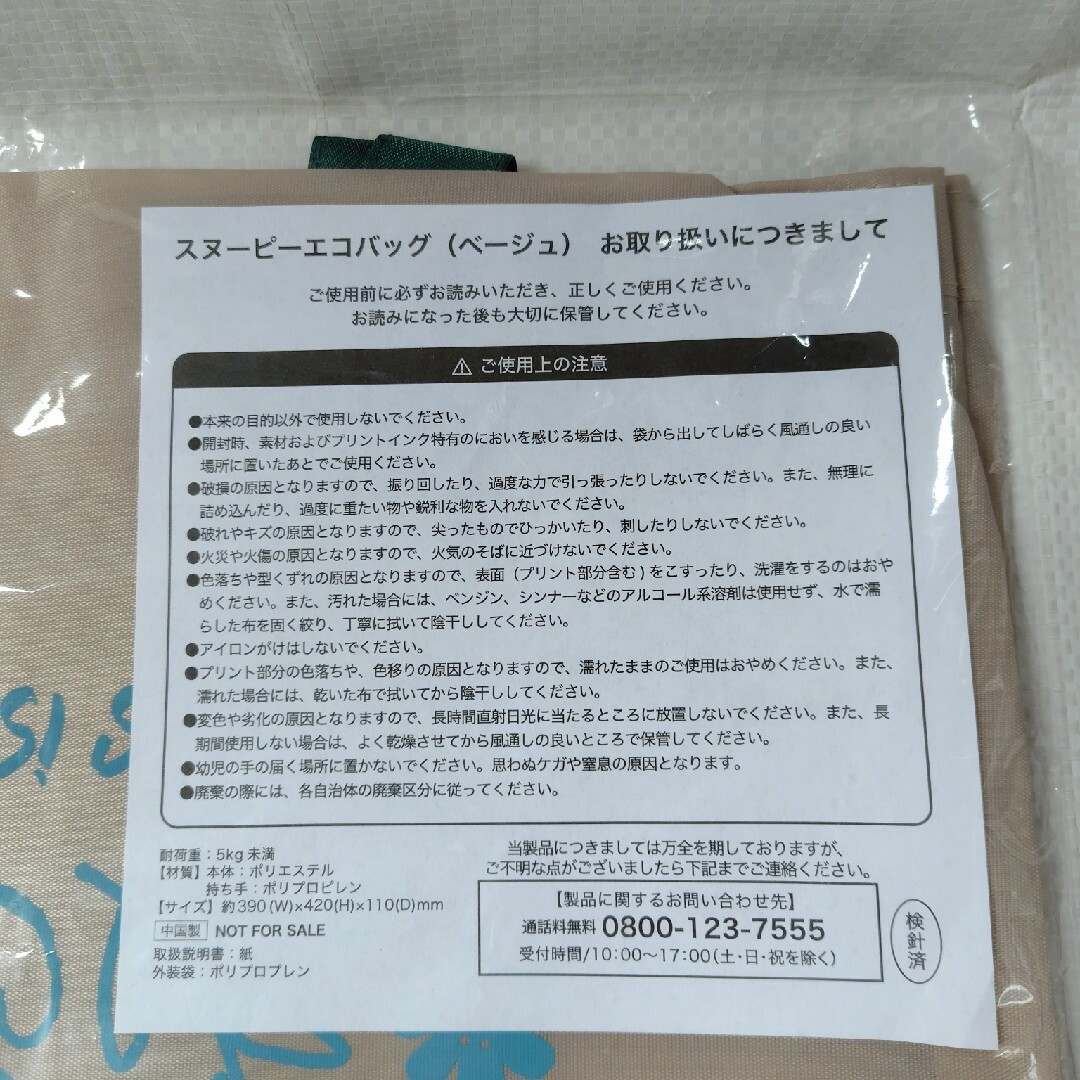 スヌーピーエコバッグ（ベージュ） お取り扱いにつきまして
ご使用前に必ずお読みいただき、正しくご使用ください。
お読みになった後も大切に保管してください。
⚠ ご使用上の注意
●本来の目的以外で使用しないでください。
●開封時、素材およびプリントインク特有のにおいを感じる場合は、袋から出してしばらく風通しの良い
場所に置いたあとでご使用ください。
●破損の原因となりますので、振り回したり、過度な力で引っ張ったりしないでください。また、無理に
詰め込んだり、過度に重たい物や鋭利な物を入れないでください。
●破れやキズの原因となりますので、尖ったものでひっかいたり、刺したりしないでください。
●火災や火傷の原因となりますので、火気のそばに近づけないでください。
●色落ちや型くずれの原因となりますので、表面（プリント部分含む）をこすったり、洗濯をするのはおや
めください。また、汚れた場合には、ベンジン、シンナーなどのアルコール系溶剤は使用せず、水で濡
らした布を固く絞り、丁寧に拭いて陰干ししてください。
●アイロンがけはしないでください。
●プリント部分の色落ちや、色移りの原因となりますので、濡れたままのご使用はおやめください。また、
濡れた場合には、乾いた布で拭いてから陰干ししてください。
●変色や劣化の原因となりますので、長時間直射日光に当たるところに放置しないでください。また、長
期間使用しない場合は、よく乾燥させてから風通しの良いところで保管してください。
●幼児の手の届く場所に置かないでください。思わぬケガや窒息の原因となります。
●廃棄の際には、各自治体の廃棄区分に従ってください。
耐荷重：5kg 未満
【材質】本体：ポリエステル
持ち手：ポリプロピレン
【サイズ】約390(W)×420(H)×110(D)mm
中国製 NOT FOR SALE
取扱説明書：紙
外装袋：ポリプロプレン
当製品につきましては万全を期しておりますが、
ご不明な点がございましたら下記までご連絡ください。
【製品に関するお問い合わせ先】
通話料無料 0800-123-7555
受付時間/10:00〜17:00(土・日・祝を除く)
検針済